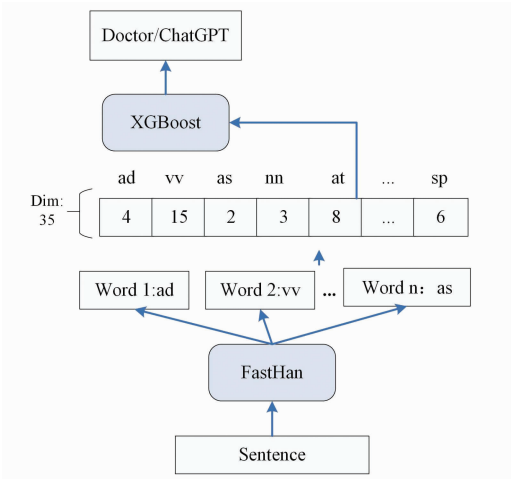 Doctor/ChatGPT
XGBoost
ad vv as nn at ... sp
Dim:
35
4 15 2 3 8 ... 6
Word 1:ad Word 2:vv ... Word n：as
FastHan
Sentence